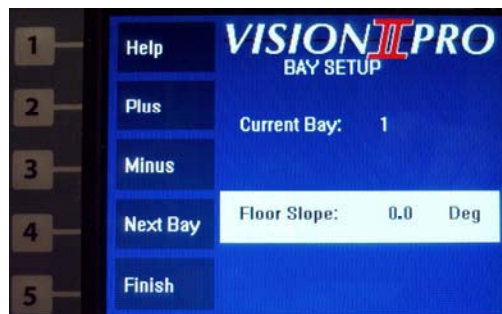 1
Help
VISION II PRO
BAY SETUP
2
Plus
Current Bay: 1
3
Minus
Floor Slope: 0.0 Deg
4
Next Bay
5
Finish